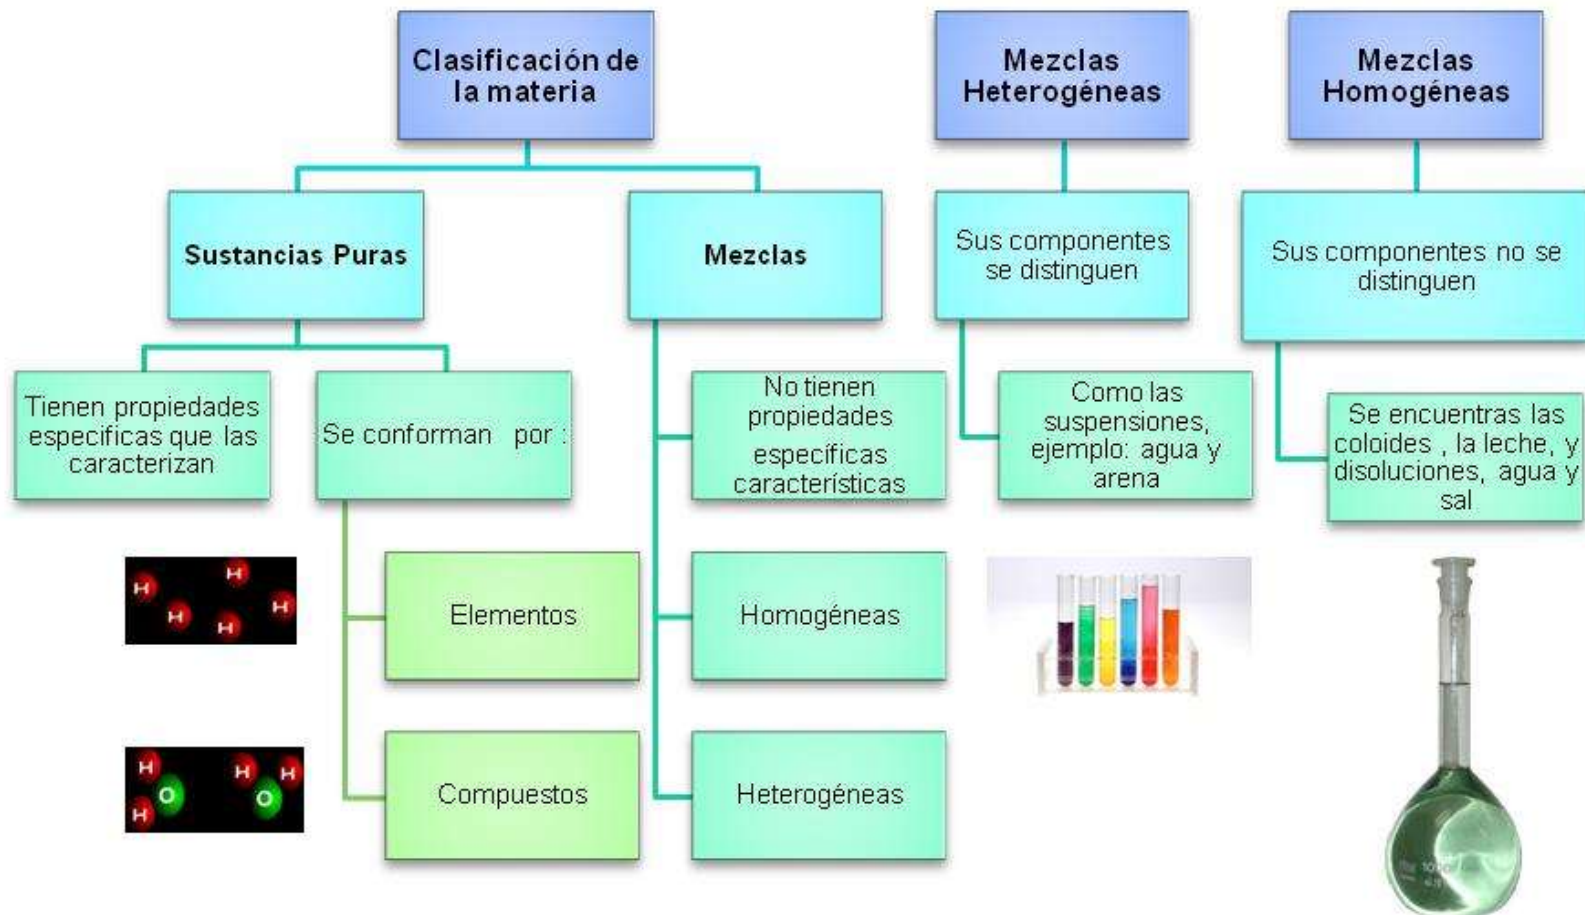 Clasificación de
la materia
Sustancias Puras
Mezclas
Tienen propiedades
especificas que las
caracterizan
Se conforman por :
Elementos
Compuestos
No tienen
propiedades
específicas
características
Homogéneas
Heterogéneas
Mezclas
Heterogéneas
Sus componentes
se distinguen
Como las
suspensiones,
ejemplo: agua y
arena
Mezclas
Homogéneas
Sus componentes no se
distinguen
Se encuentras las
coloides , la leche, y
disoluciones, agua y
sal
H
H
H
H
H
H
H
O
H
H
O